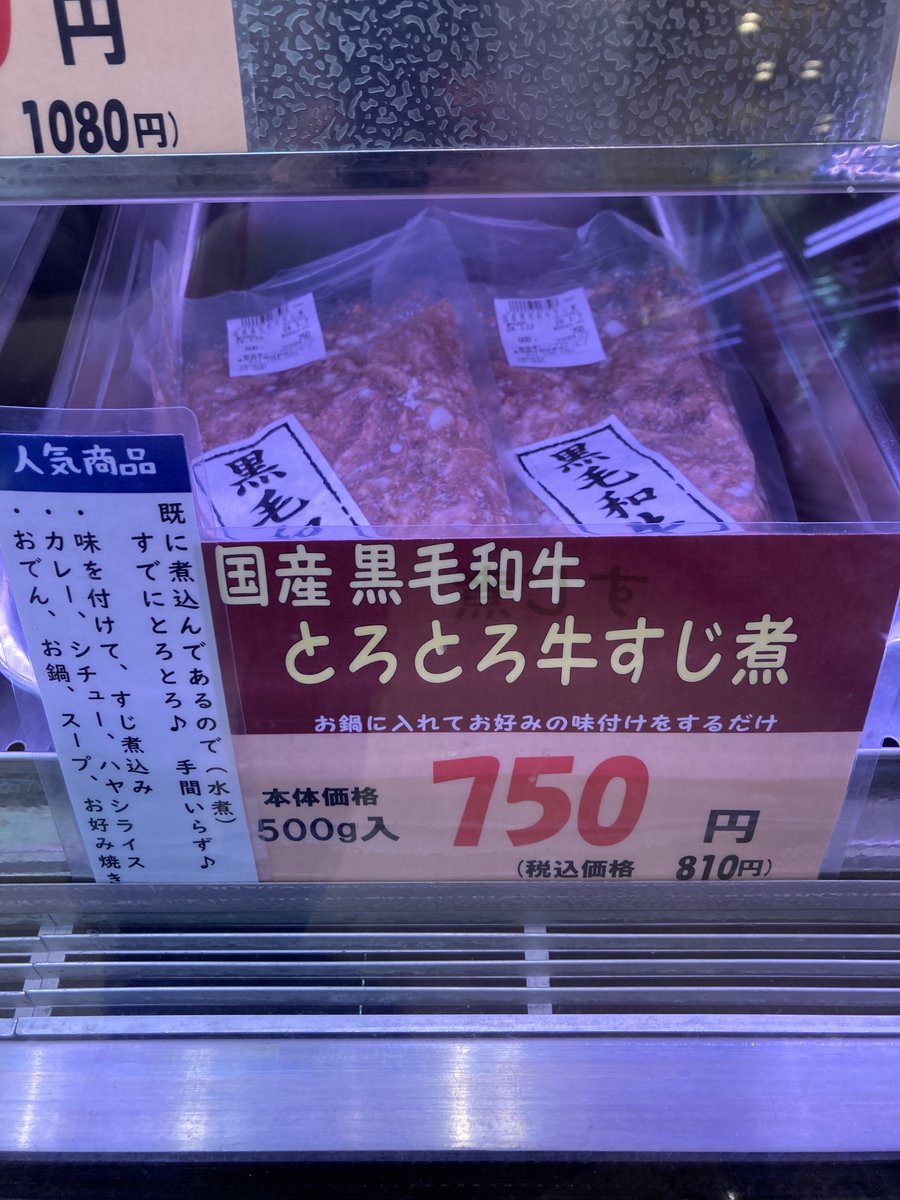 円
1080円)
黒毛和
黒毛和牛
人気商品
既に煮込んであるので(水煮)
すでにとろとろ♪ 手間いらず♪
・味を付けて、すじ煮込み
・カレー、シチュー、ハヤシライス
・おでん、お鍋、スープ、お好み焼き
国産 黒毛和牛
とろとろ牛すじ煮
お鍋に入れてお好みの味付けをするだけ
本体価格
500g入
750円
(税込価格 810円)